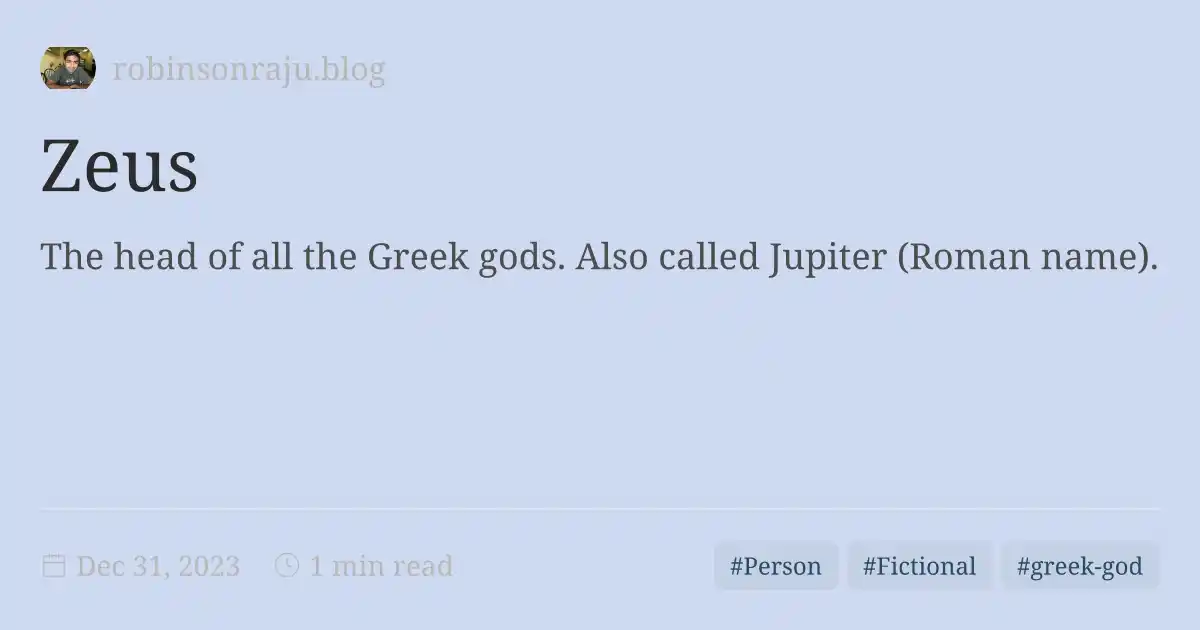 robinsonraju.blog
Zeus
The head of all the Greek gods. Also called Jupiter (Roman name).
Dec 31, 2023 1 min read #Person #Fictional #greek-god